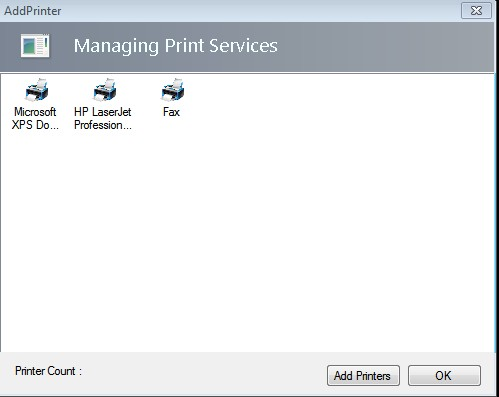 AddPrinter
Managing Print Services
Microsoft HP LaserJet Fax
XPS Do... Profession...
Printer Count :
Add Printers OK